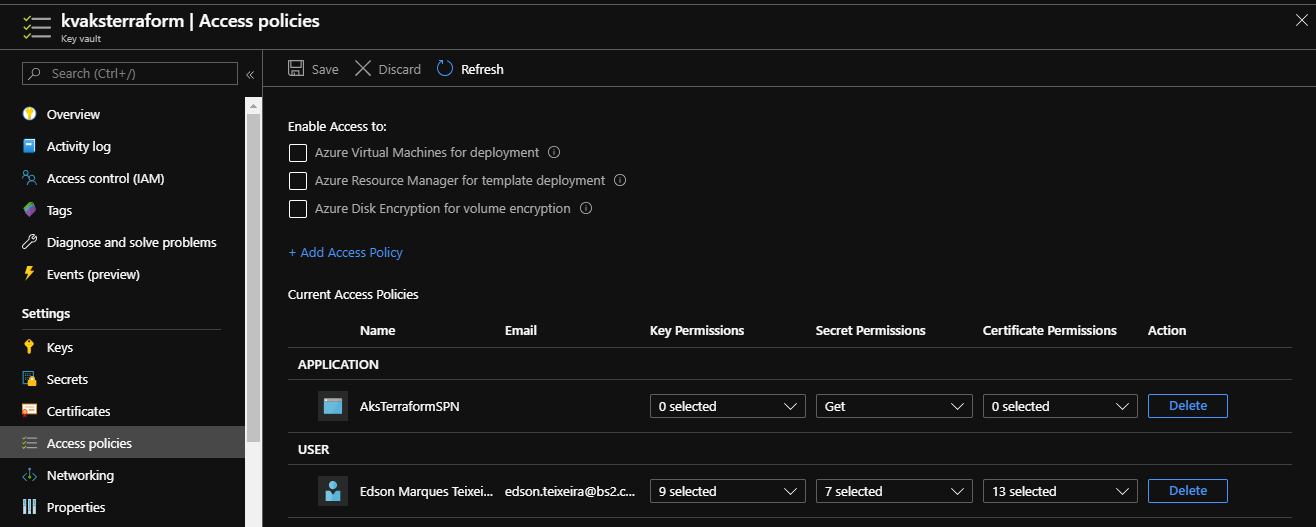 kvaksterraform | Access policies
Key vault
Search (Ctrl+/)
«
Save
Discard
Refresh
Overview
Activity log
Access control (IAM)
Tags
Diagnose and solve problems
Events (preview)
Settings
Keys
Secrets
Certificates
Access policies
Networking
Properties
Enable Access to:
Azure Virtual Machines for deployment
Azure Resource Manager for template deployment
Azure Disk Encryption for volume encryption
+ Add Access Policy
Current Access Policies
Name Email Key Permissions Secret Permissions Certificate Permissions Action
APPLICATION
AksTerraformSPN 0 selected Get 0 selected Delete
USER
Edson Marques Teixei... edson.teixeira@bs2.c... 9 selected 7 selected 13 selected Delete